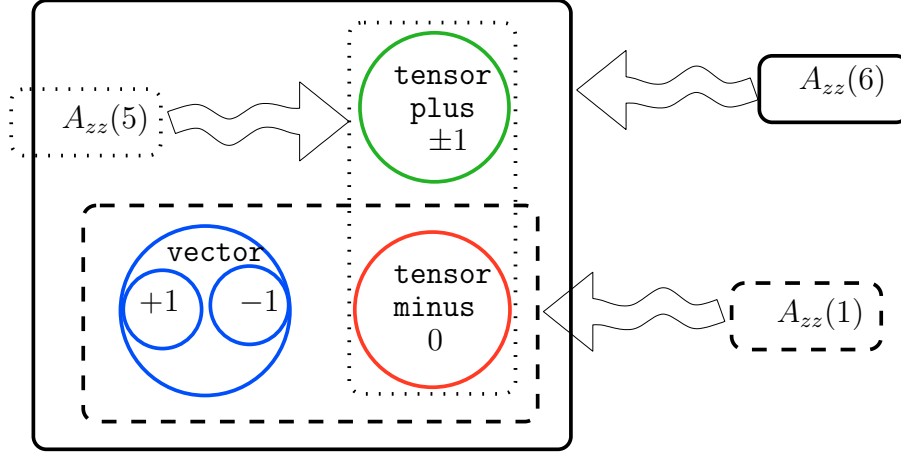 tensor
plus
±1
A_{zz}(6)
A_{zz}(5)
vector
+1
−1
tensor
minus
0
A_{zz}(1)